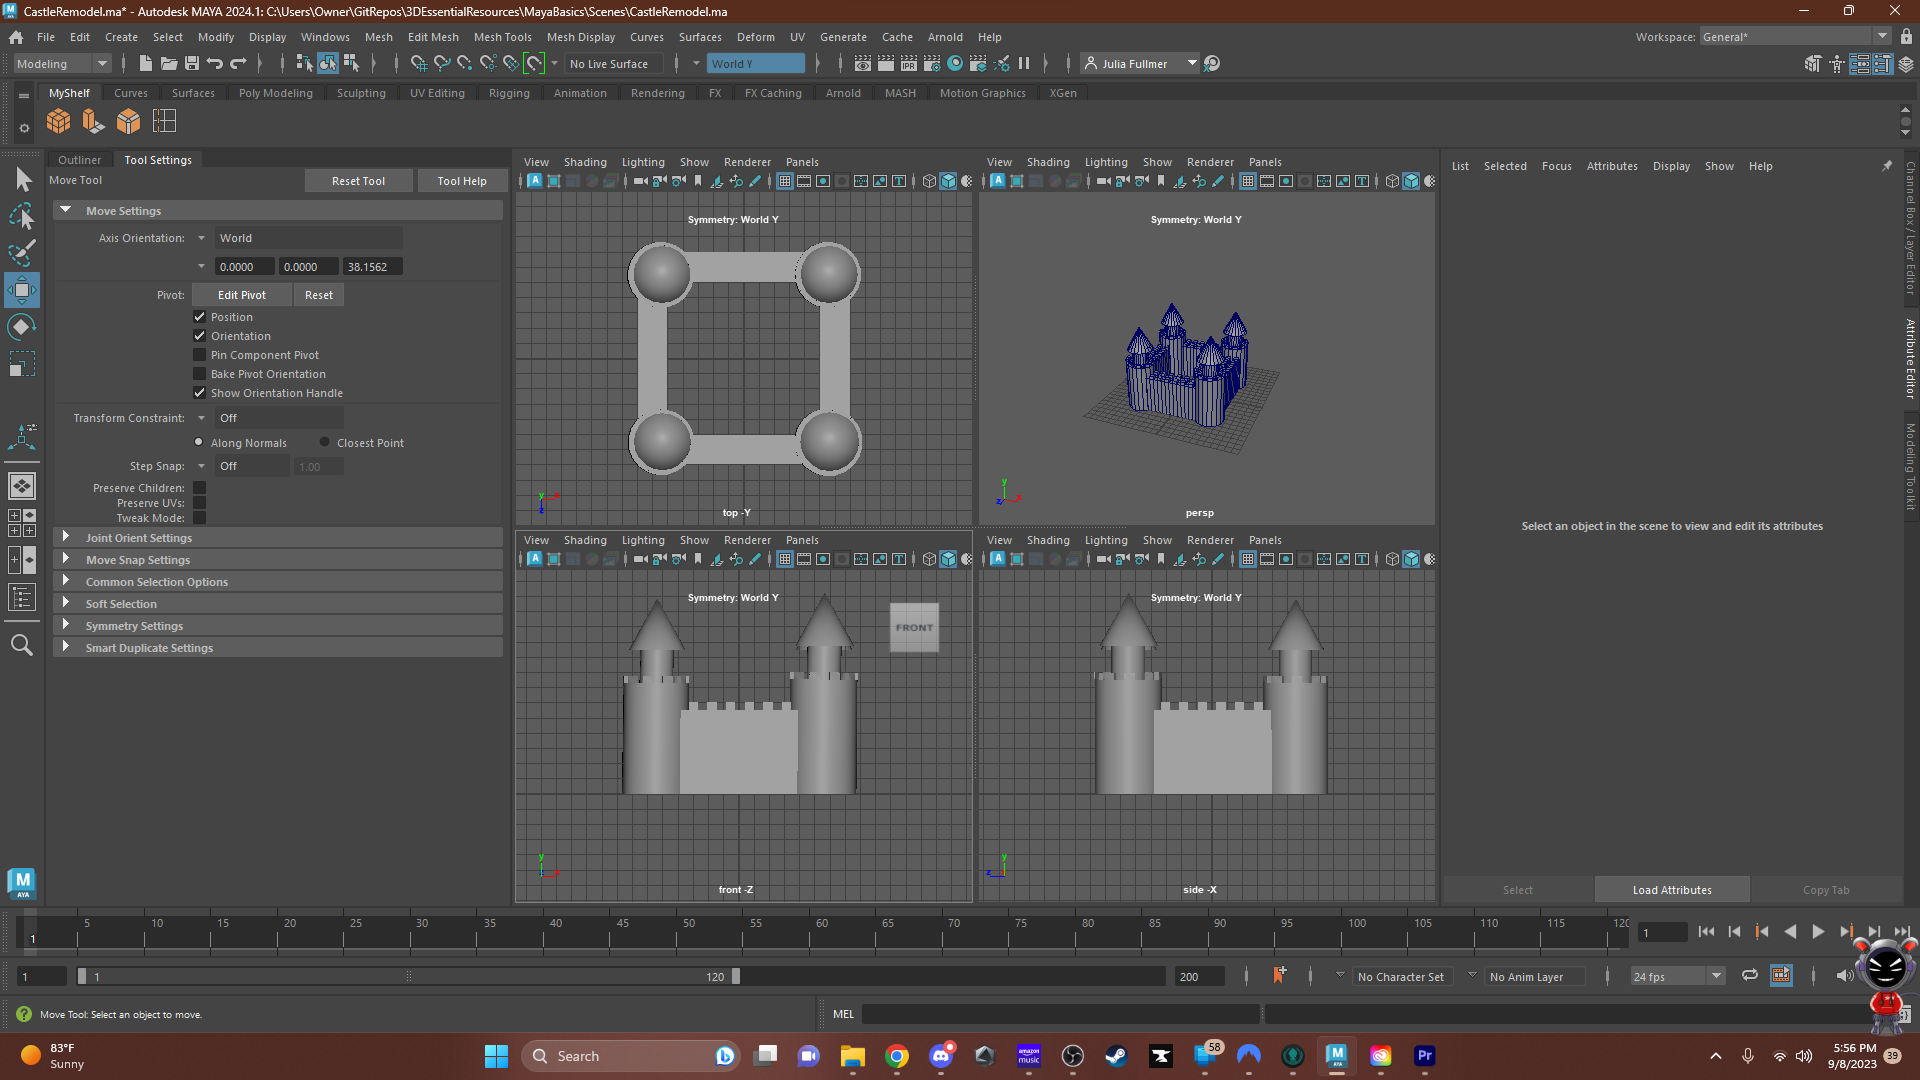 CastleRemodel.ma* - Autodesk MAYA 2024.1: C:\Users\Owner\GitRepos\3DEssentialResources\MayaBasics\Scenes\CastleRemodel.ma
File Edit Create Select Modify Display Windows Mesh Edit Mesh Mesh Tools Mesh Display Curves Surfaces Deform UV Generate Cache Arnold Help
Workspace: General*
Modeling No Live Surface World Y Julia Fullmer
MyShelf Curves Surfaces Poly Modeling Sculpting UV Editing Rigging Animation Rendering FX FX Caching Arnold MASH Motion Graphics XGen
Outliner Tool Settings
Move Tool Reset Tool Tool Help
Move Settings
Axis Orientation: World
0.0000 0.0000 38.1562
Pivot: Edit Pivot Reset
Position
Orientation
Pin Component Pivot
Bake Pivot Orientation
Show Orientation Handle
Transform Constraint: Off
Along Normals Closest Point
Step Snap: Off 1.00
Preserve Children:
Preserve UVs:
Tweak Mode:
Joint Orient Settings
Move Snap Settings
Common Selection Options
Soft Selection
Symmetry Settings
Smart Duplicate Settings
View Shading Lighting Show Renderer Panels
Symmetry: World Y
top -Y
View Shading Lighting Show Renderer Panels
Symmetry: World Y
persp
View Shading Lighting Show Renderer Panels
Symmetry: World Y
FRONT
front -Z
View Shading Lighting Show Renderer Panels
Symmetry: World Y
side -X
List Selected Focus Attributes Display Show Help
Select an object in the scene to view and edit its attributes
Select Load Attributes Copy Tab
Channel Box / Layer Editor
Attribute Editor
Modeling Toolkit
1 5 10 15 20 25 30 35 40 45 50 55 60 65 70 75 80 85 90 95 100 105 110 115 120
1
1 1 120 200 No Character Set No Anim Layer 24 fps
Move Tool: Select an object to move.
MEL
83°F
Sunny
Search
amazon music
58
M
AYA
Pr
5:56 PM
9/8/2023
39